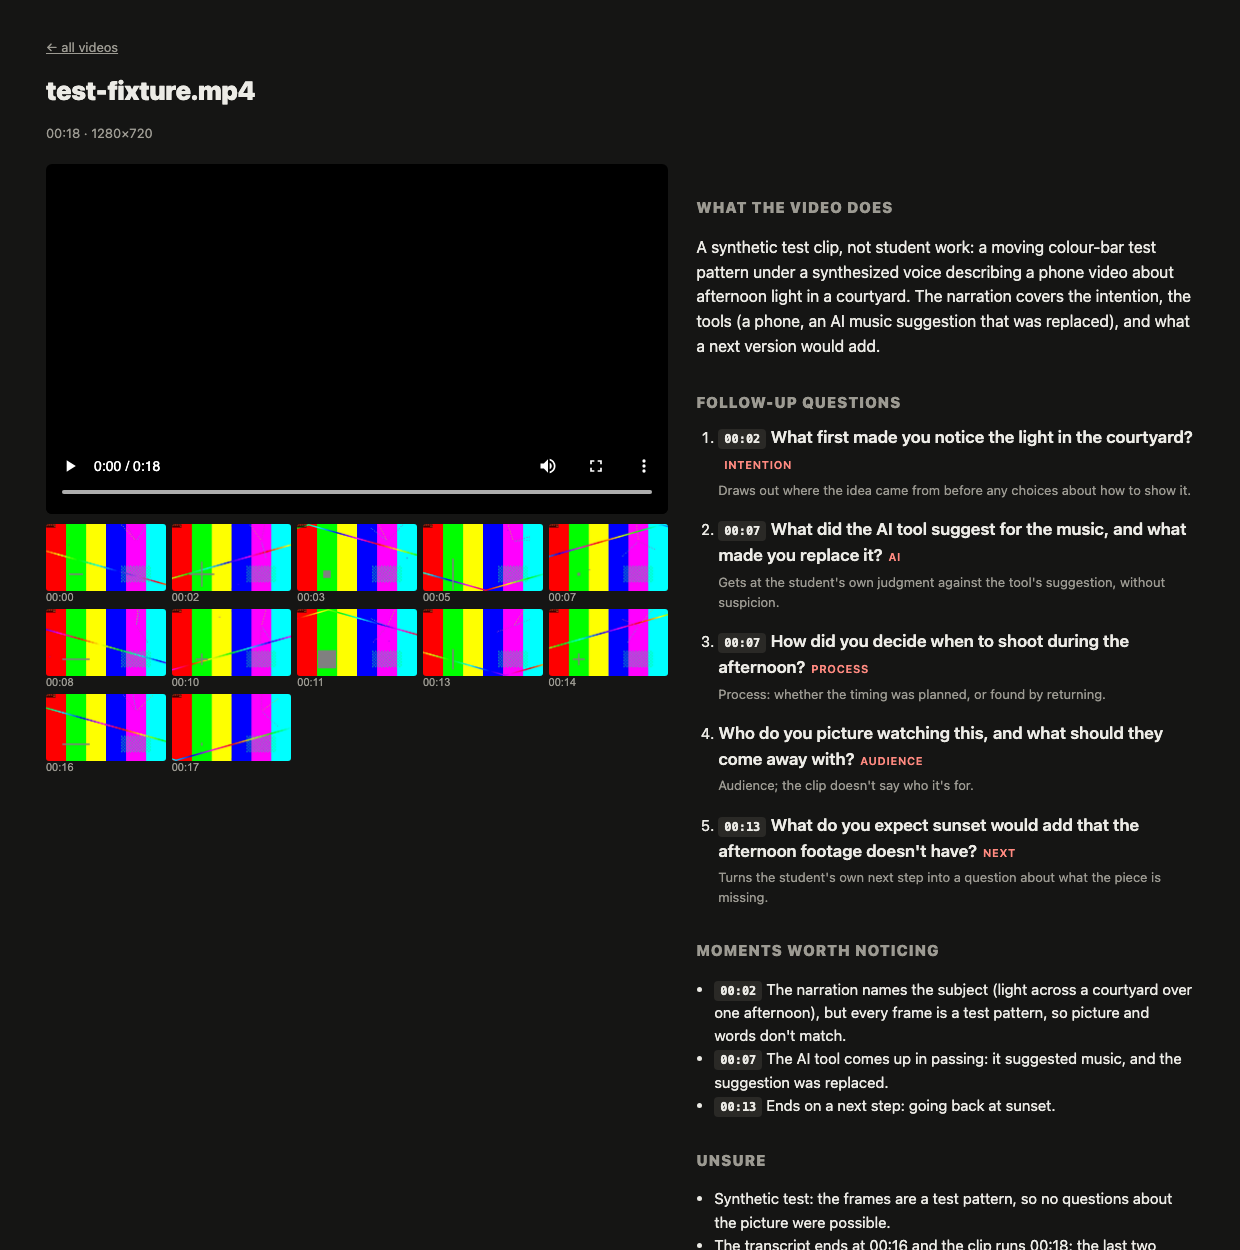 ← all videos
test-fixture.mp4
00:18 · 1280×720
0:00 / 0:18
00:00
00:02
00:03
00:05
00:07
00:08
00:10
00:11
00:13
00:14
00:16
00:17
WHAT THE VIDEO DOES
A synthetic test clip, not student work: a moving colour-bar test
pattern under a synthesized voice describing a phone video about
afternoon light in a courtyard. The narration covers the intention, the
tools (a phone, an AI music suggestion that was replaced), and what
a next version would add.
FOLLOW-UP QUESTIONS
1. 00:02 What first made you notice the light in the courtyard?
INTENTION
Draws out where the idea came from before any choices about how to show it.
2. 00:07 What did the AI tool suggest for the music, and what
made you replace it? AI
Gets at the student's own judgment against the tool's suggestion, without
suspicion.
3. 00:07 How did you decide when to shoot during the
afternoon? PROCESS
Process: whether the timing was planned, or found by returning.
4. Who do you picture watching this, and what should they
come away with? AUDIENCE
Audience; the clip doesn't say who it's for.
5. 00:13 What do you expect sunset would add that the
afternoon footage doesn't have? NEXT
Turns the student's own next step into a question about what the piece is
missing.
MOMENTS WORTH NOTICING
• 00:02 The narration names the subject (light across a courtyard over
one afternoon), but every frame is a test pattern, so picture and
words don't match.
• 00:07 The AI tool comes up in passing: it suggested music, and the
suggestion was replaced.
• 00:13 Ends on a next step: going back at sunset.
UNSURE
• Synthetic test: the frames are a test pattern, so no questions about
the picture were possible.
• The transcript ends at 00:16 and the clip runs 00:18; the last two